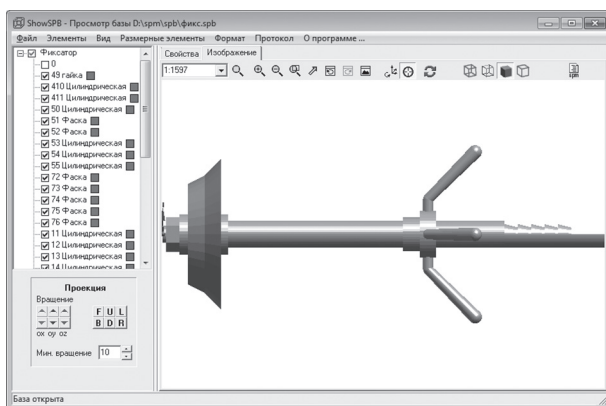 ShowSPB - Просмотр базы D:\spm\spb\фикс.spb
Файл Элементы Вид Размерные элементы Формат Протокол О программе ...
Фиксатор
0
49 гайка
410 Цилиндрическая
411 Цилиндрическая
50 Цилиндрическая
51 Фаска
52 Фаска
53 Цилиндрическая
54 Цилиндрическая
55 Цилиндрическая
72 Фаска
73 Фаска
74 Фаска
75 Фаска
76 Фаска
11 Цилиндрическая
12 Цилиндрическая
13 Цилиндрическая
14 Цилиндрическая
Свойства Изображение
1:1597
Проекция
Вращение
F U L
B D R
ox oy oz
Мин. вращение 10
База открыта